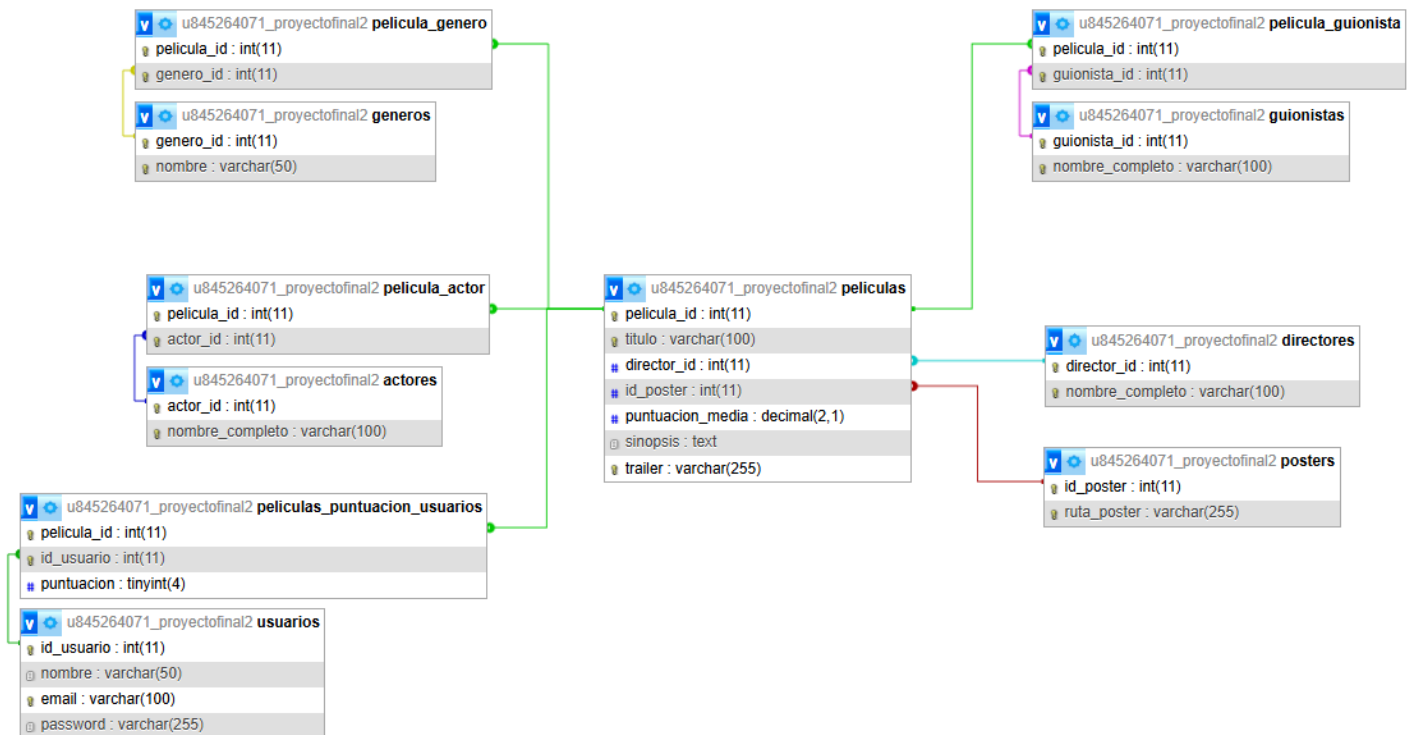 u845264071_proyectofinal2 pelicula_genero
pelicula_id : int(11)
genero_id : int(11)
u845264071_proyectofinal2 generos
genero_id : int(11)
nombre : varchar(50)
u845264071_proyectofinal2 pelicula_actor
pelicula_id : int(11)
actor_id : int(11)
u845264071_proyectofinal2 actores
actor_id : int(11)
nombre_completo : varchar(100)
u845264071_proyectofinal2 peliculas_puntuacion_usuarios
pelicula_id : int(11)
id_usuario : int(11)
# puntuacion : tinyint(4)
u845264071_proyectofinal2 usuarios
id_usuario : int(11)
nombre : varchar(50)
email : varchar(100)
password : varchar(255)
u845264071_proyectofinal2 peliculas
pelicula_id : int(11)
titulo : varchar(100)
# director_id : int(11)
# id_poster : int(11)
# puntuacion_media : decimal(2,1)
sinopsis : text
trailer : varchar(255)
u845264071_proyectofinal2 pelicula_guionista
pelicula_id : int(11)
guionista_id : int(11)
u845264071_proyectofinal2 guionistas
guionista_id : int(11)
nombre_completo : varchar(100)
u845264071_proyectofinal2 directores
director_id : int(11)
nombre_completo : varchar(100)
u845264071_proyectofinal2 posters
id_poster : int(11)
ruta_poster : varchar(255)